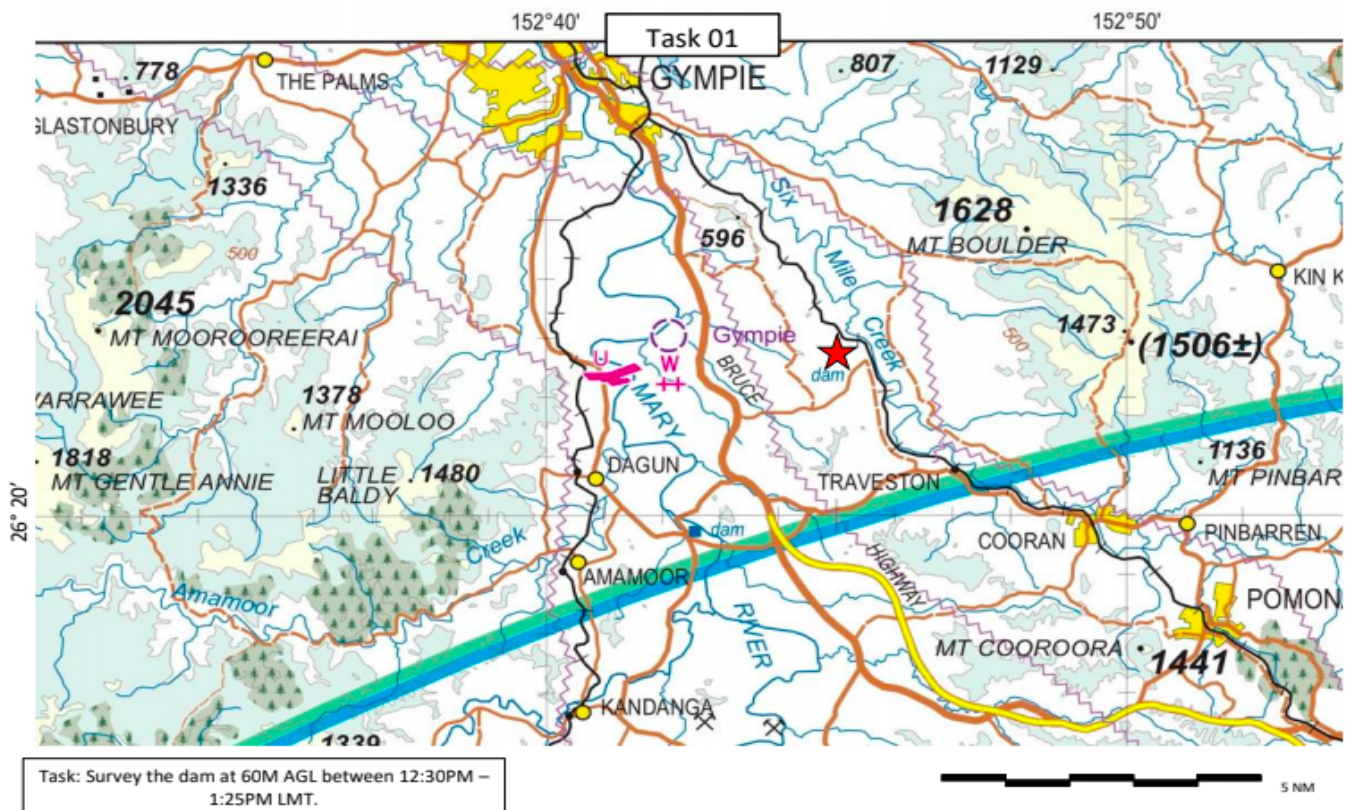 152°40'
152°50'
Task 01
778
THE PALMS
GYMPIE
807
1129
GLASTONBURY
1336
Six
Mile
Creek
1628
MT BOULDER
596
500
KIN K
2045
MT MOOROOREERAI
Gympie
1473
(1506±)
500
U
W
BRUCE
dam
MARY
1378
MT MOOLOO
VARRAWEE
1818
MT GENTLE ANNIE
LITTLE
BALDY
1480
DAGUN
TRAVESTON
1136
MT PINBAR
26° 20'
dam
COORAN
PINBARREN
Creek
AMAMOOR
HIGHWAY
Amamoor
RIVER
POMONA
MT COOROORA
1441
KANDANGA
1339
Task: Survey the dam at 60M AGL between 12:30PM –
1:25PM LMT.
5 NM